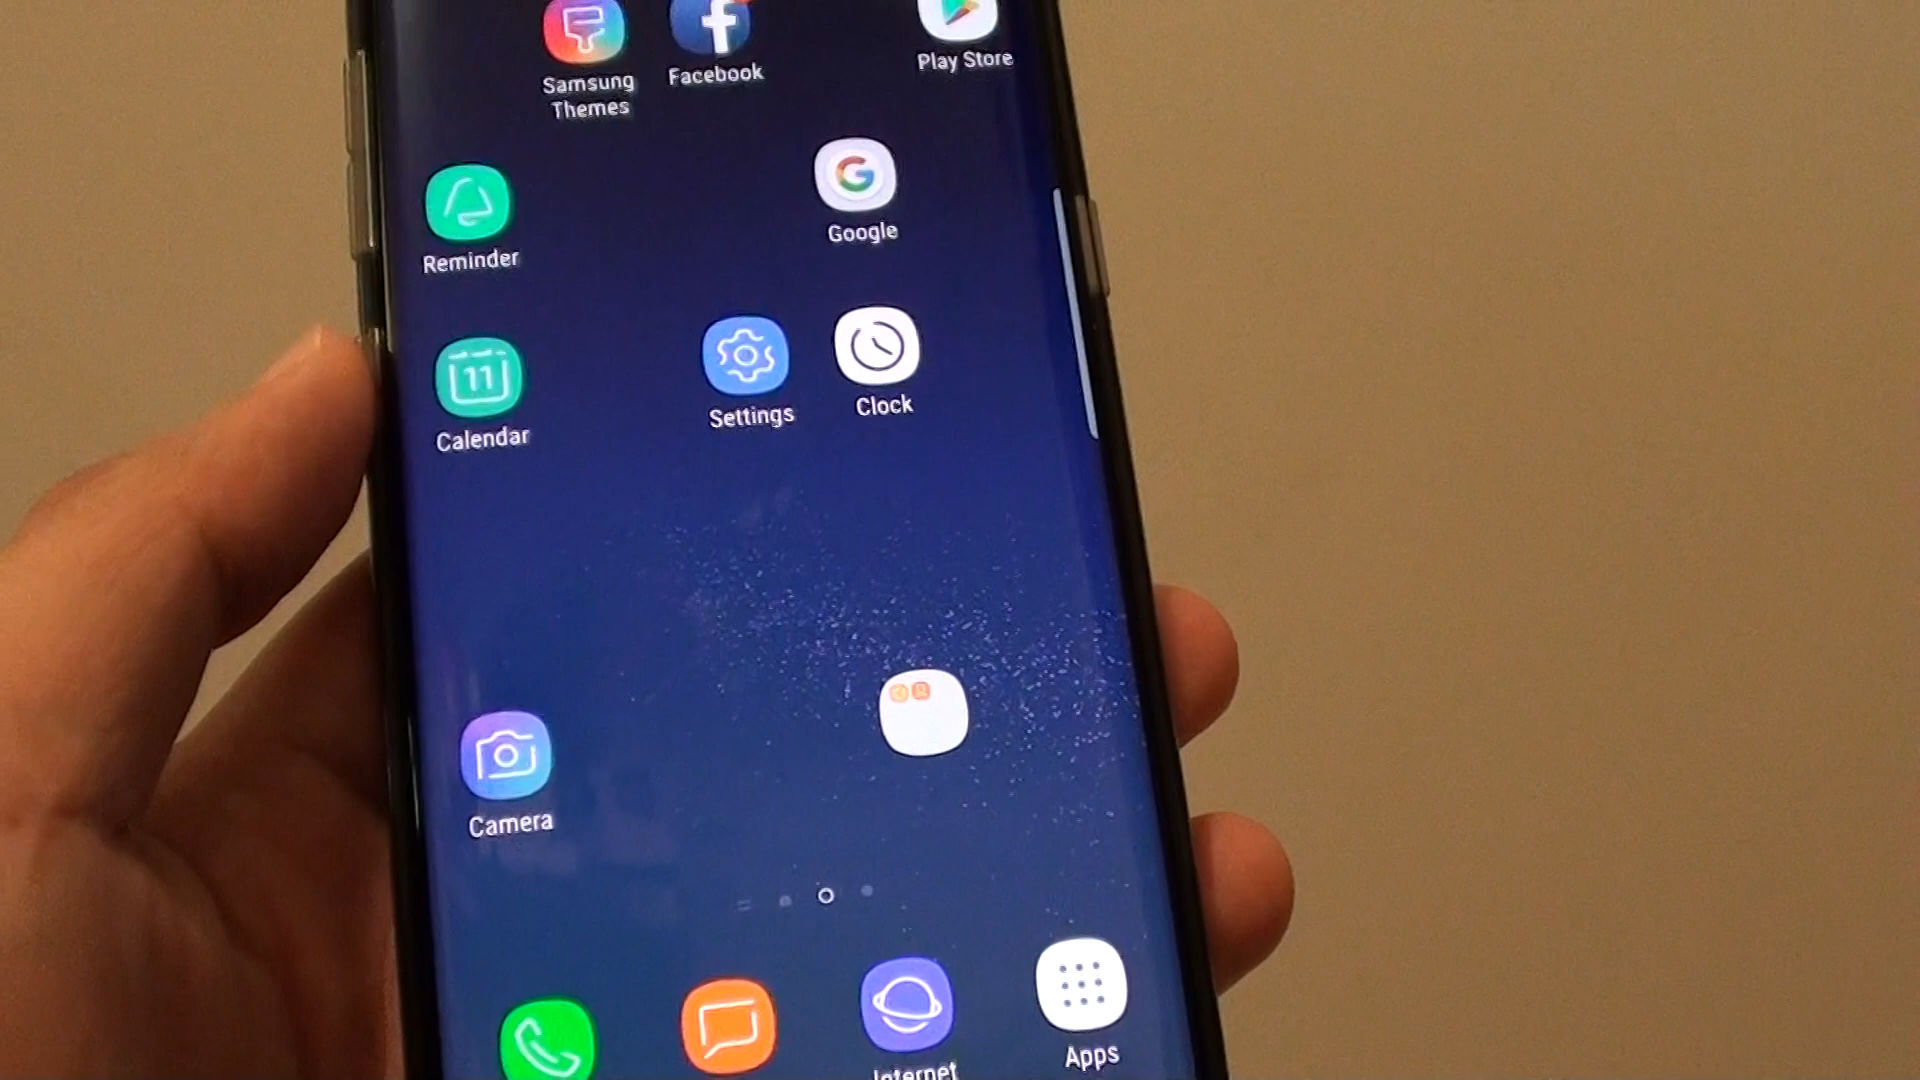 Samsung
Themes
Facebook
Play Store
Reminder
Google
11
Calendar
Settings
Clock
Camera
Internet
Apps